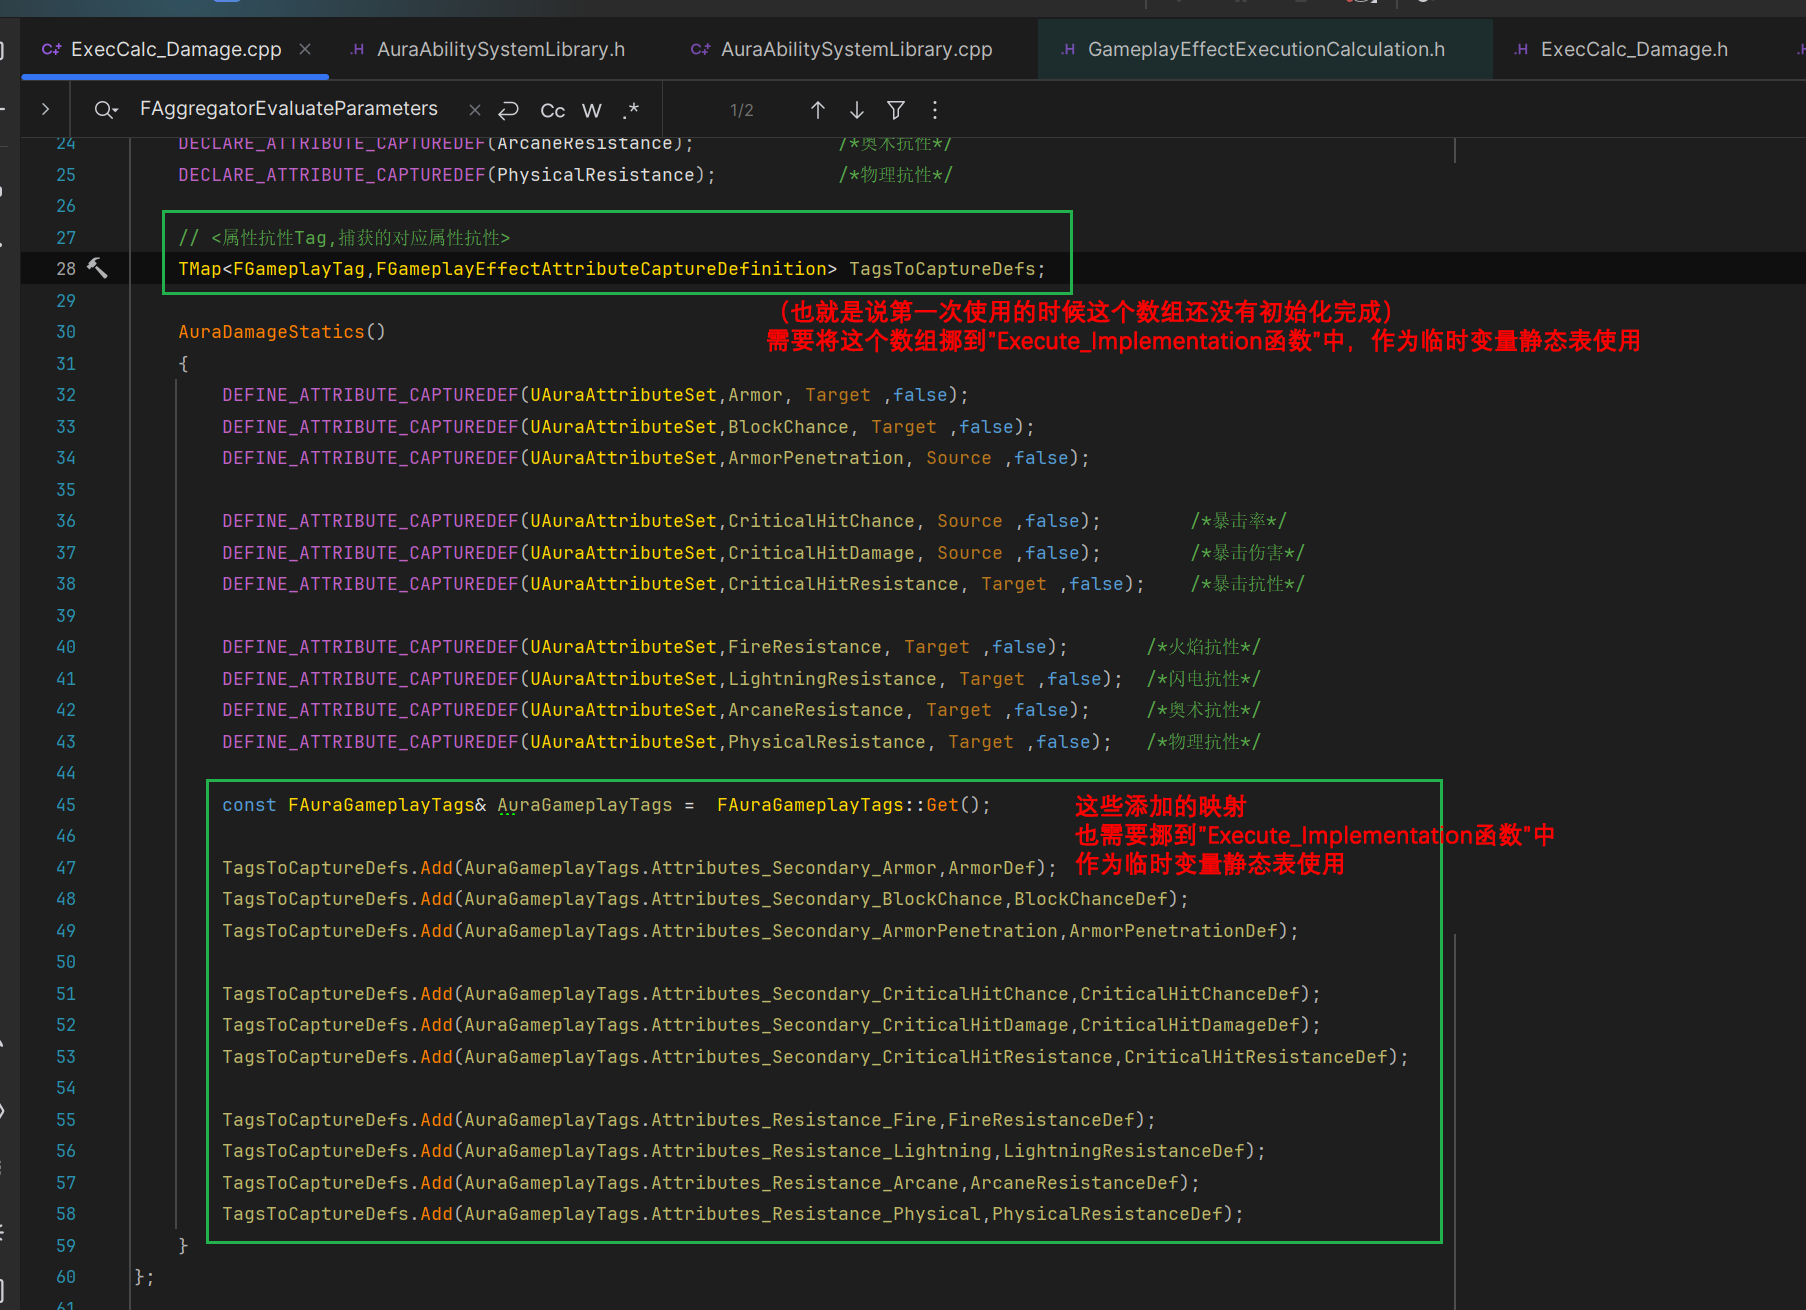 ExecCalc_Damage.cpp
.H AuraAbilitySystemLibrary.h
AuraAbilitySystemLibrary.cpp
.H GameplayEffectExecutionCalculation.h
.H ExecCalc_Damage.h
FAggregatorEvaluateParameters
Cc W .*
1/2
24 DECLARE_ATTRIBUTE_CAPTUREDEF(ArcaneResistance); /*奥术抗性*/
25 DECLARE_ATTRIBUTE_CAPTUREDEF(PhysicalResistance); /*物理抗性*/
26
27 // <属性抗性Tag,捕获的对应属性抗性>
28 TMap<FGameplayTag,FGameplayEffectAttributeCaptureDefinition> TagsToCaptureDefs;
29
（也就是说第一次使用的时候这个数组还没有初始化完成）
30 AuraDamageStatics()
需要将这个数组挪到"Execute_Implementation函数"中，作为临时变量静态表使用
31 {
32 DEFINE_ATTRIBUTE_CAPTUREDEF(UAuraAttributeSet,Armor, Target ,false);
33 DEFINE_ATTRIBUTE_CAPTUREDEF(UAuraAttributeSet,BlockChance, Target ,false);
34 DEFINE_ATTRIBUTE_CAPTUREDEF(UAuraAttributeSet,ArmorPenetration, Source ,false);
35
36 DEFINE_ATTRIBUTE_CAPTUREDEF(UAuraAttributeSet,CriticalHitChance, Source ,false); /*暴击率*/
37 DEFINE_ATTRIBUTE_CAPTUREDEF(UAuraAttributeSet,CriticalHitDamage, Source ,false); /*暴击伤害*/
38 DEFINE_ATTRIBUTE_CAPTUREDEF(UAuraAttributeSet,CriticalHitResistance, Target ,false); /*暴击抗性*/
39
40 DEFINE_ATTRIBUTE_CAPTUREDEF(UAuraAttributeSet,FireResistance, Target ,false); /*火焰抗性*/
41 DEFINE_ATTRIBUTE_CAPTUREDEF(UAuraAttributeSet,LightningResistance, Target ,false); /*闪电抗性*/
42 DEFINE_ATTRIBUTE_CAPTUREDEF(UAuraAttributeSet,ArcaneResistance, Target ,false); /*奥术抗性*/
43 DEFINE_ATTRIBUTE_CAPTUREDEF(UAuraAttributeSet,PhysicalResistance, Target ,false); /*物理抗性*/
44
45 const FAuraGameplayTags& AuraGameplayTags = FAuraGameplayTags::Get();
这些添加的映射
46
也需要挪到"Execute_Implementation函数"中
47 TagsToCaptureDefs.Add(AuraGameplayTags.Attributes_Secondary_Armor,ArmorDef);
作为临时变量静态表使用
48 TagsToCaptureDefs.Add(AuraGameplayTags.Attributes_Secondary_BlockChance,BlockChanceDef);
49 TagsToCaptureDefs.Add(AuraGameplayTags.Attributes_Secondary_ArmorPenetration,ArmorPenetrationDef);
50
51 TagsToCaptureDefs.Add(AuraGameplayTags.Attributes_Secondary_CriticalHitChance,CriticalHitChanceDef);
52 TagsToCaptureDefs.Add(AuraGameplayTags.Attributes_Secondary_CriticalHitDamage,CriticalHitDamageDef);
53 TagsToCaptureDefs.Add(AuraGameplayTags.Attributes_Secondary_CriticalHitResistance,CriticalHitResistanceDef);
54
55 TagsToCaptureDefs.Add(AuraGameplayTags.Attributes_Resistance_Fire,FireResistanceDef);
56 TagsToCaptureDefs.Add(AuraGameplayTags.Attributes_Resistance_Lightning,LightningResistanceDef);
57 TagsToCaptureDefs.Add(AuraGameplayTags.Attributes_Resistance_Arcane,ArcaneResistanceDef);
58 TagsToCaptureDefs.Add(AuraGameplayTags.Attributes_Resistance_Physical,PhysicalResistanceDef);
59 }
60 };
61